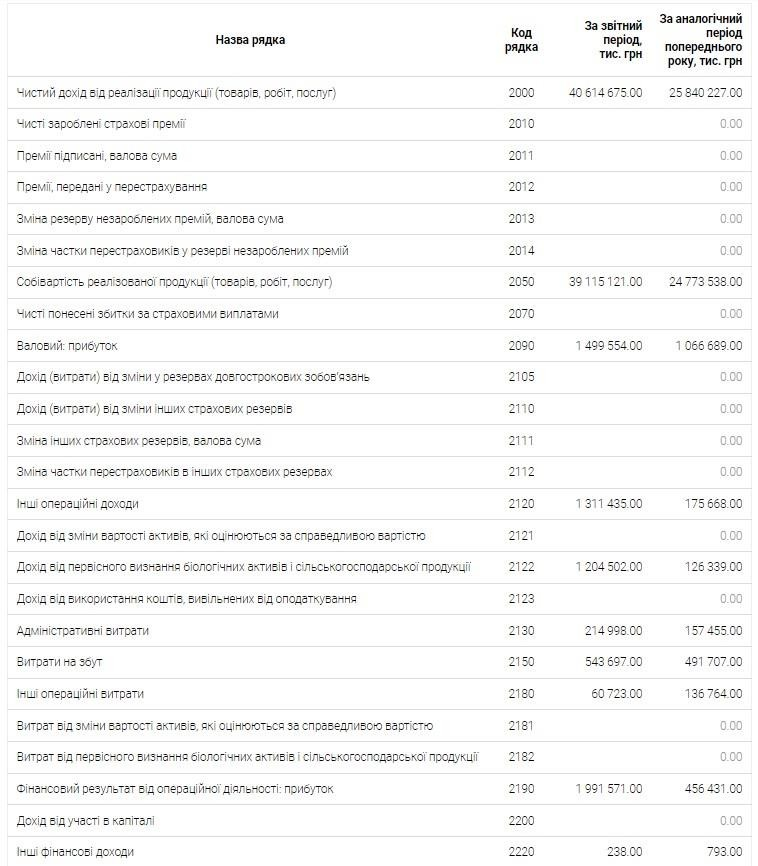 Назва рядка Код рядка За звітний період, тис. грн За аналогічний період попереднього року, тис. грн
Чистий дохід від реалізації продукції (товарів, робіт, послуг) 2000 40 614 675.00 25 840 227.00
Чисті зароблені страхові премії 2010 0.00
Премії підписані, валова сума 2011 0.00
Премії, передані у перестрахування 2012 0.00
Зміна резерву незароблених премій, валова сума 2013 0.00
Зміна частки перестраховиків у резерві незароблених премій 2014 0.00
Собівартість реалізованої продукції (товарів, робіт, послуг) 2050 39 115 121.00 24 773 538.00
Чисті понесені збитки за страховими виплатами 2070 0.00
Валовий: прибуток 2090 1 499 554.00 1 066 689.00
Дохід (витрати) від зміни у резервах довгострокових зобов'язань 2105 0.00
Дохід (витрати) від зміни інших страхових резервів 2110 0.00
Зміна інших страхових резервів, валова сума 2111 0.00
Зміна частки перестраховиків в інших страхових резервах 2112 0.00
Інші операційні доходи 2120 1 311 435.00 175 668.00
Дохід від зміни вартості активів, які оцінюються за справедливою вартістю 2121 0.00
Дохід від первісного визнання біологічних активів і сільськогосподарської продукції 2122 1 204 502.00 126 339.00
Дохід від використання коштів, вивільнених від оподаткування 2123 0.00
Адміністративні витрати 2130 214 998.00 157 455.00
Витрати на збут 2150 543 697.00 491 707.00
Інші операційні витрати 2180 60 723.00 136 764.00
Витрат від зміни вартості активів, які оцінюються за справедливою вартістю 2181 0.00
Витрат від первісного визнання біологічних активів і сільськогосподарської продукції 2182 0.00
Фінансовий результат від операційної діяльності: прибуток 2190 1 991 571.00 456 431.00
Дохід від участі в капіталі 2200 0.00
Інші фінансові доходи 2220 238.00 793.00